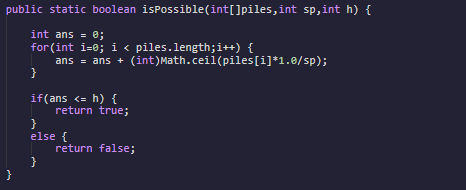 public static boolean isPossible(int[]piles,int sp,int h) {
int ans = 0;
for(int i=0; i < piles.length;i++) {
ans = ans + (int)Math.ceil(piles[i]*1.0/sp);
}
if(ans <= h) {
return true;
}
else {
return false;
}
}